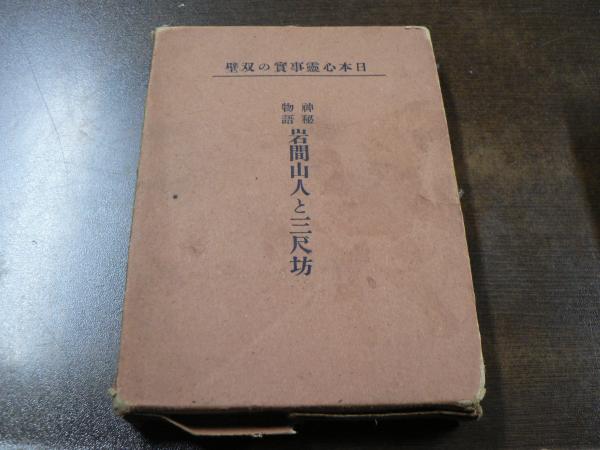 日本心靈事實の双壁
神秘
物語
岩間山人と三尺坊